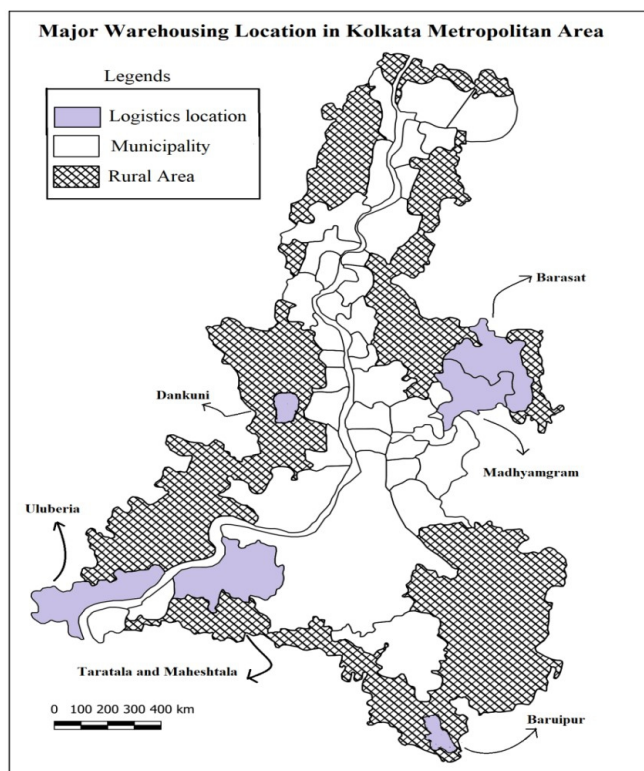 Major Warehousing Location in Kolkata Metropolitan Area
Legends
Logistics location
Municipality
Rural Area
Barasat
Dankuni
Madhyamgram
Uluberia
Taratala and Maheshtala
0 100 200 300 400 km
Baruipur